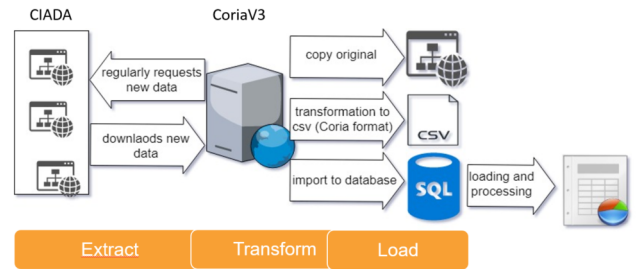 CIADA
CoriaV3
regularly requests
new data
downlaods new
data
copy original
transformation to
csv (Coria format)
CSV
import to database
SQL
loading and
processing
Extract
Transform
Load